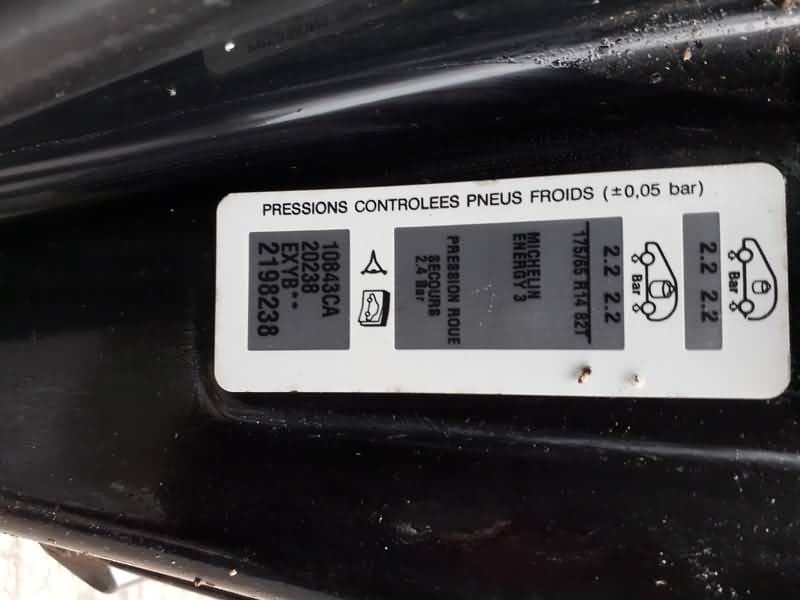 PRESSIONS CONTROLEES PNEUS FROIDS (±0,05 bar)
Bar
2.2 2.2
Bar
2.2 2.2
175/65 R14 82T
MICHELIN
ENERGY 3
PRESSION ROUE
SECOURS
2.4 Bar
10843CA
20238
EXYB**
2198238